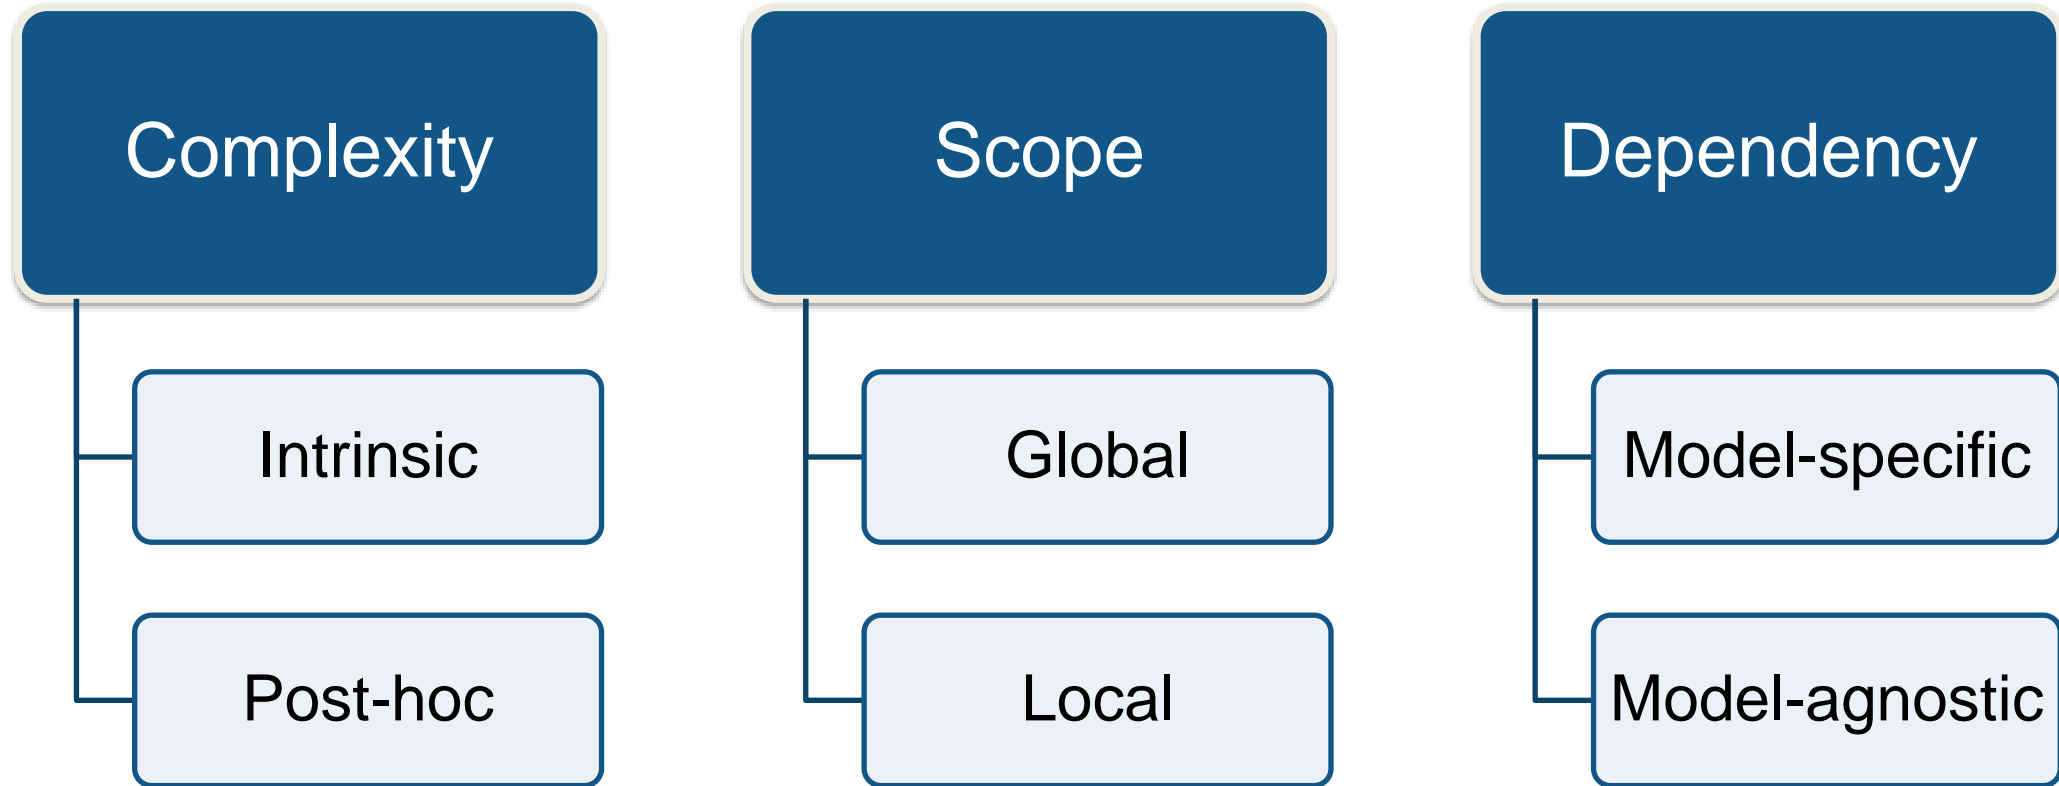 Complexity
Intrinsic
Post-hoc
Scope
Global
Local
Dependency
Model-specific
Model-agnostic